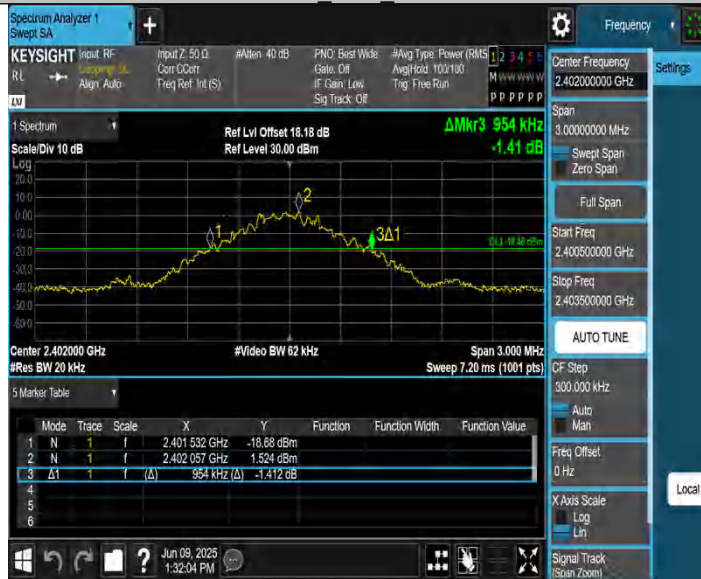 Spectrum Analyzer 1
Swept SA
+
Frequency
Settings
KEYSIGHT
Input: RF
Coupling: DC
Align: Auto
Input Z: 50 Ω
Corr CCorr
Freq Ref: Int (S)
#Atten: 40 dB
PNO: Best Wide
Gate: Off
IF Gain: Low
Sig Track: Off
#Avg Type: Power (RMS
Avg|Hold: 100/100
Trig: Free Run
1 2 3 4 5 6
M W W W W W
P P P P P P
RL
LXI
1 Spectrum
Scale/Div 10 dB
Ref Lvl Offset 18.18 dB
Ref Level 30.00 dBm
ΔMkr3 954 kHz
-1.41 dB
Log
20.0
10.0
0.00
-10.0
-20.0
-30.0
-40.0
-50.0
-60.0
1
2
3Δ1
DL1 -18.48 dBm
Center 2.402000 GHz
#Res BW 20 kHz
#Video BW 62 kHz
Span 3.000 MHz
Sweep 7.20 ms (1001 pts)
5 Marker Table
Mode Trace Scale X Y Function Function Width Function Value
1 N 1 f 2.401 532 GHz -18.68 dBm
2 N 1 f 2.402 057 GHz 1.524 dBm
3 Δ1 1 f (Δ) 954 kHz (Δ) -1.412 dB
4
5
6
Center Frequency
2.402000000 GHz
Span
3.00000000 MHz
Swept Span
Zero Span
Full Span
Start Freq
2.400500000 GHz
Stop Freq
2.403500000 GHz
AUTO TUNE
CF Step
300.000 kHz
Auto
Man
Freq Offset
0 Hz
X Axis Scale
Log
Lin
Signal Track
(Span Zoom)
Local
?
Jun 09, 2025
1:32:04 PM